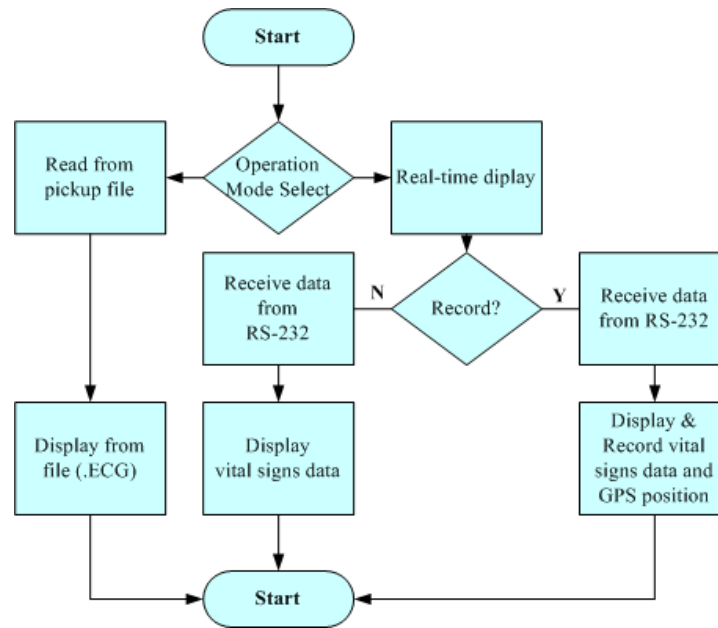 Start
Read from
pickup file
Operation
Mode Select
Real-time diplay
Receive data
from
RS-232
N
Record?
Y
Receive data
from RS-232
Display from
file (.ECG)
Display
vital signs data
Display &
Record vital
signs data and
GPS position
Start